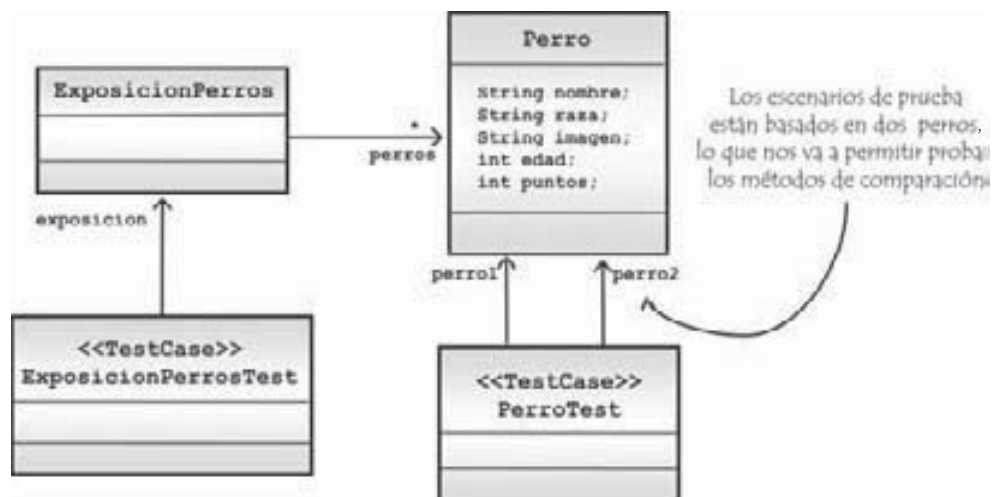 Perro
String nombre;
String raza;
String imagen;
int edad;
int puntos;
ExposicionPerros
*
perros
exposicion
Los escenarios de prueba
están basados en dos perros,
lo que nos va a permitir proba
los métodos de comparación
perro1
perro2
<<TestCase>>
ExposicionPerrosTest
<<TestCase>>
PerroTest